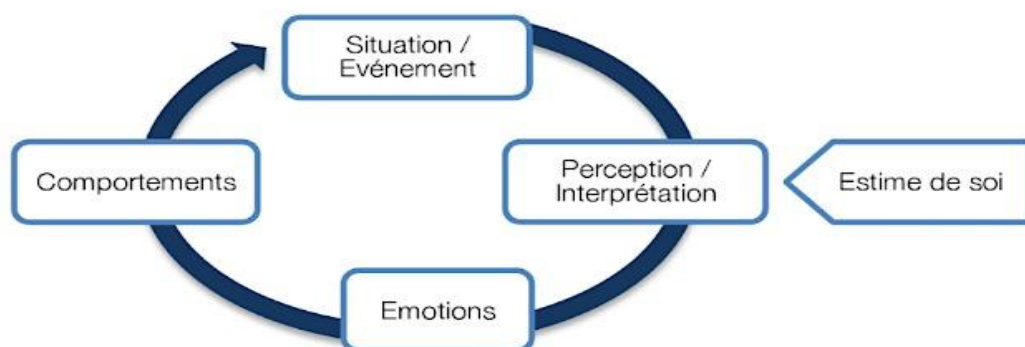 Situation /
Evénement
Comportements
Perception /
Interprétation
Estime de soi
Emotions